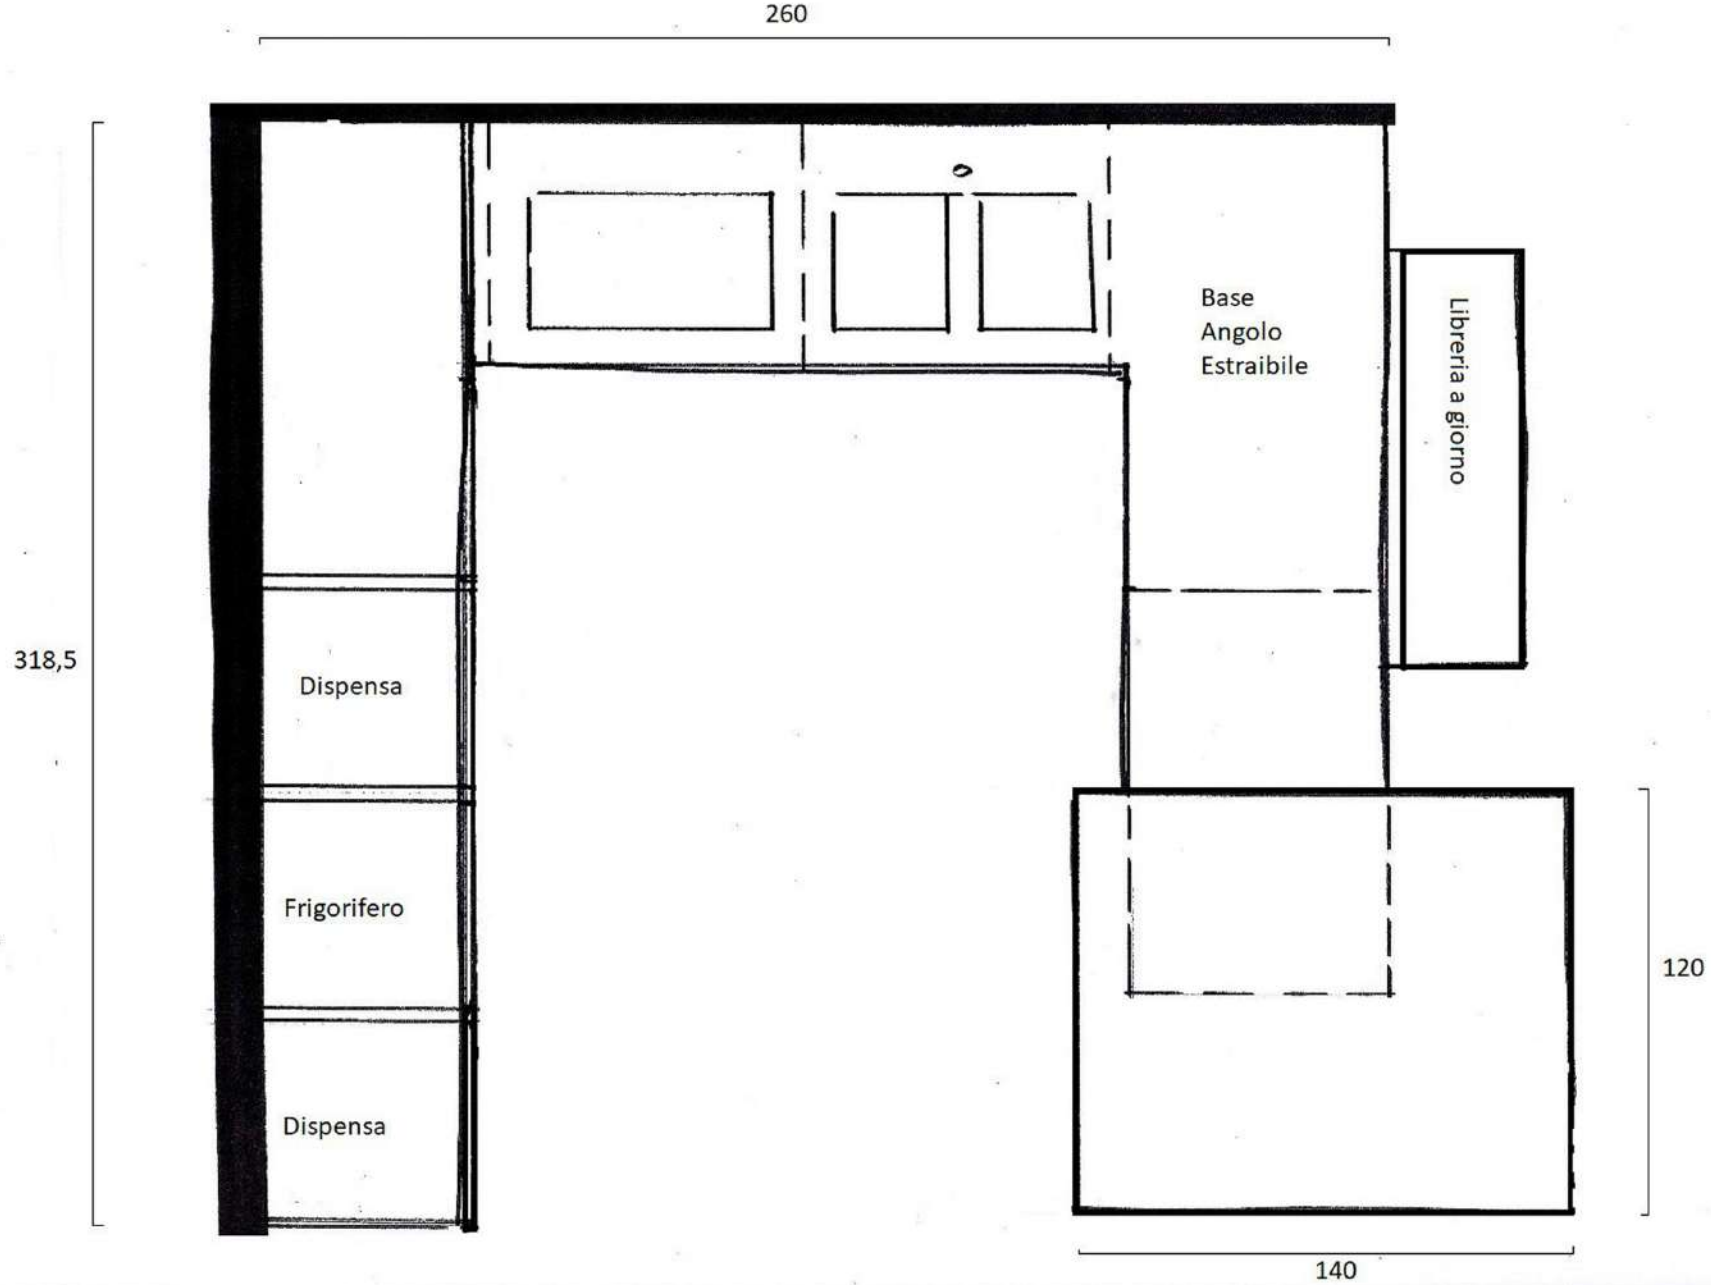 260
Base
Angolo
Estraibile
Libreria a giorno
318,5
Dispensa
Frigorifero
120
Dispensa
140